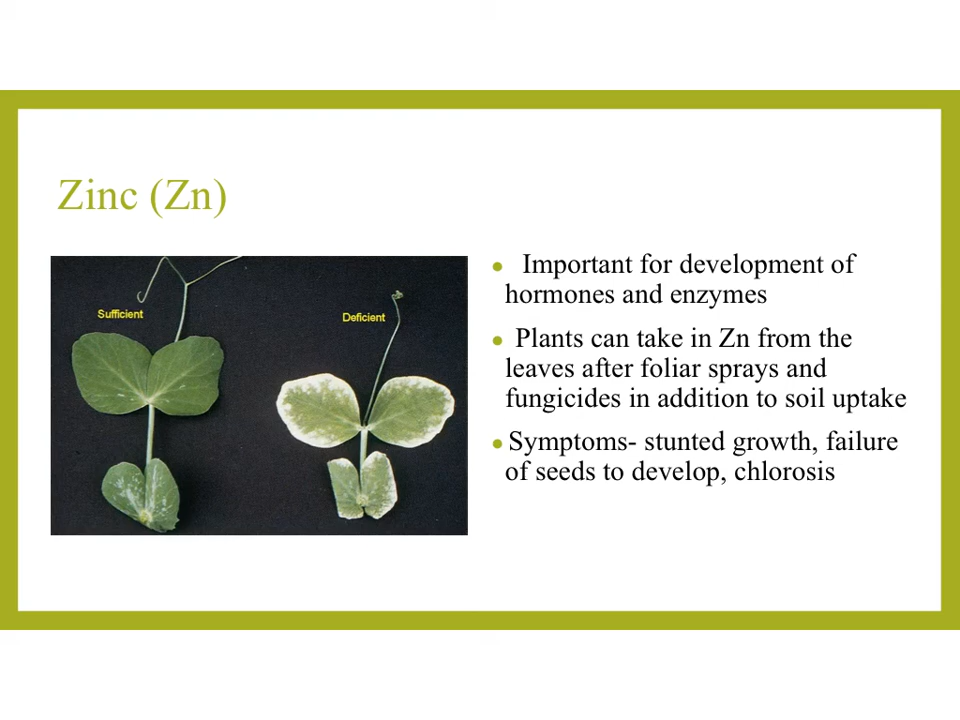 Zinc (Zn)
Sufficient
Deficient
● Important for development of
hormones and enzymes
● Plants can take in Zn from the
leaves after foliar sprays and
fungicides in addition to soil uptake
● Symptoms- stunted growth, failure
of seeds to develop, chlorosis